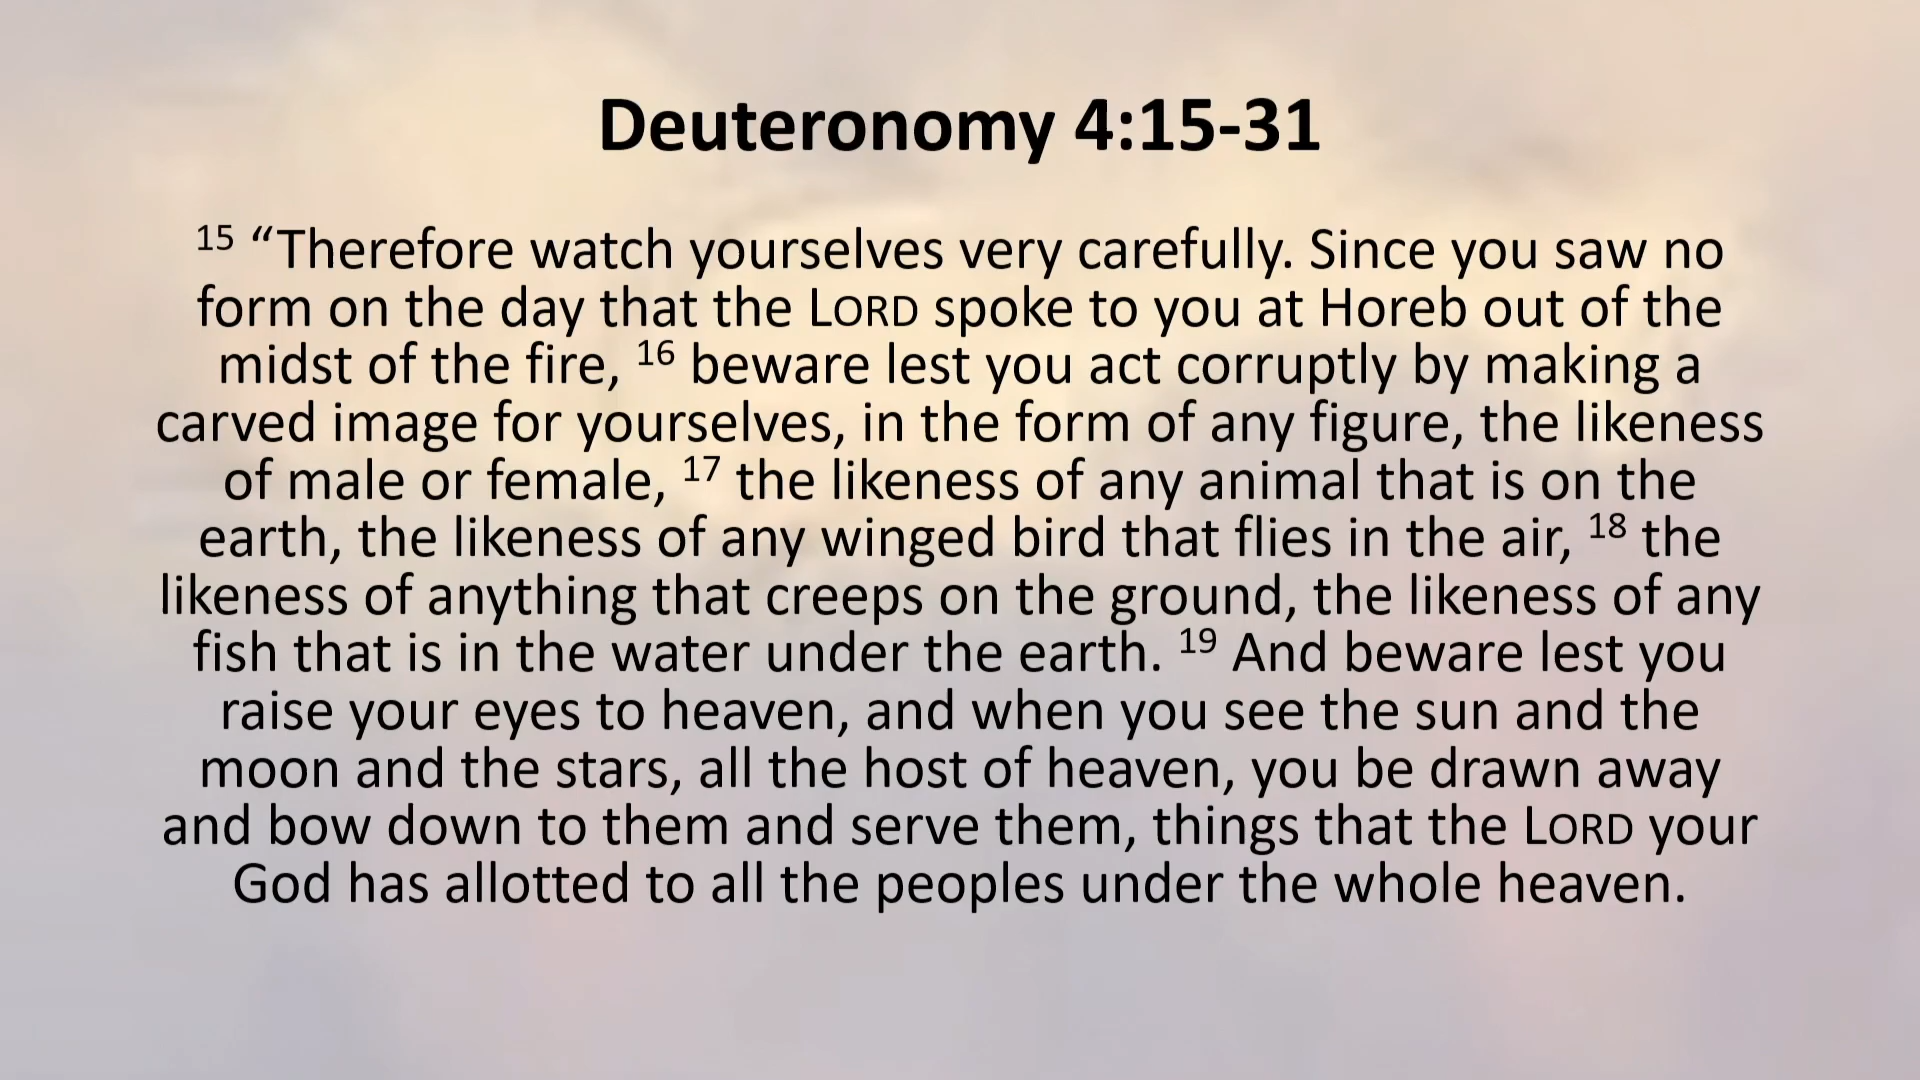 Deuteronomy 4:15-31
15 “Therefore watch yourselves very carefully. Since you saw no
form on the day that the LORD spoke to you at Horeb out of the
midst of the fire, 16 beware lest you act corruptly by making a
carved image for yourselves, in the form of any figure, the likeness
of male or female, 17 the likeness of any animal that is on the
earth, the likeness of any winged bird that flies in the air, 18 the
likeness of anything that creeps on the ground, the likeness of any
fish that is in the water under the earth. 19 And beware lest you
raise your eyes to heaven, and when you see the sun and the
moon and the stars, all the host of heaven, you be drawn away
and bow down to them and serve them, things that the LORD your
God has allotted to all the peoples under the whole heaven.